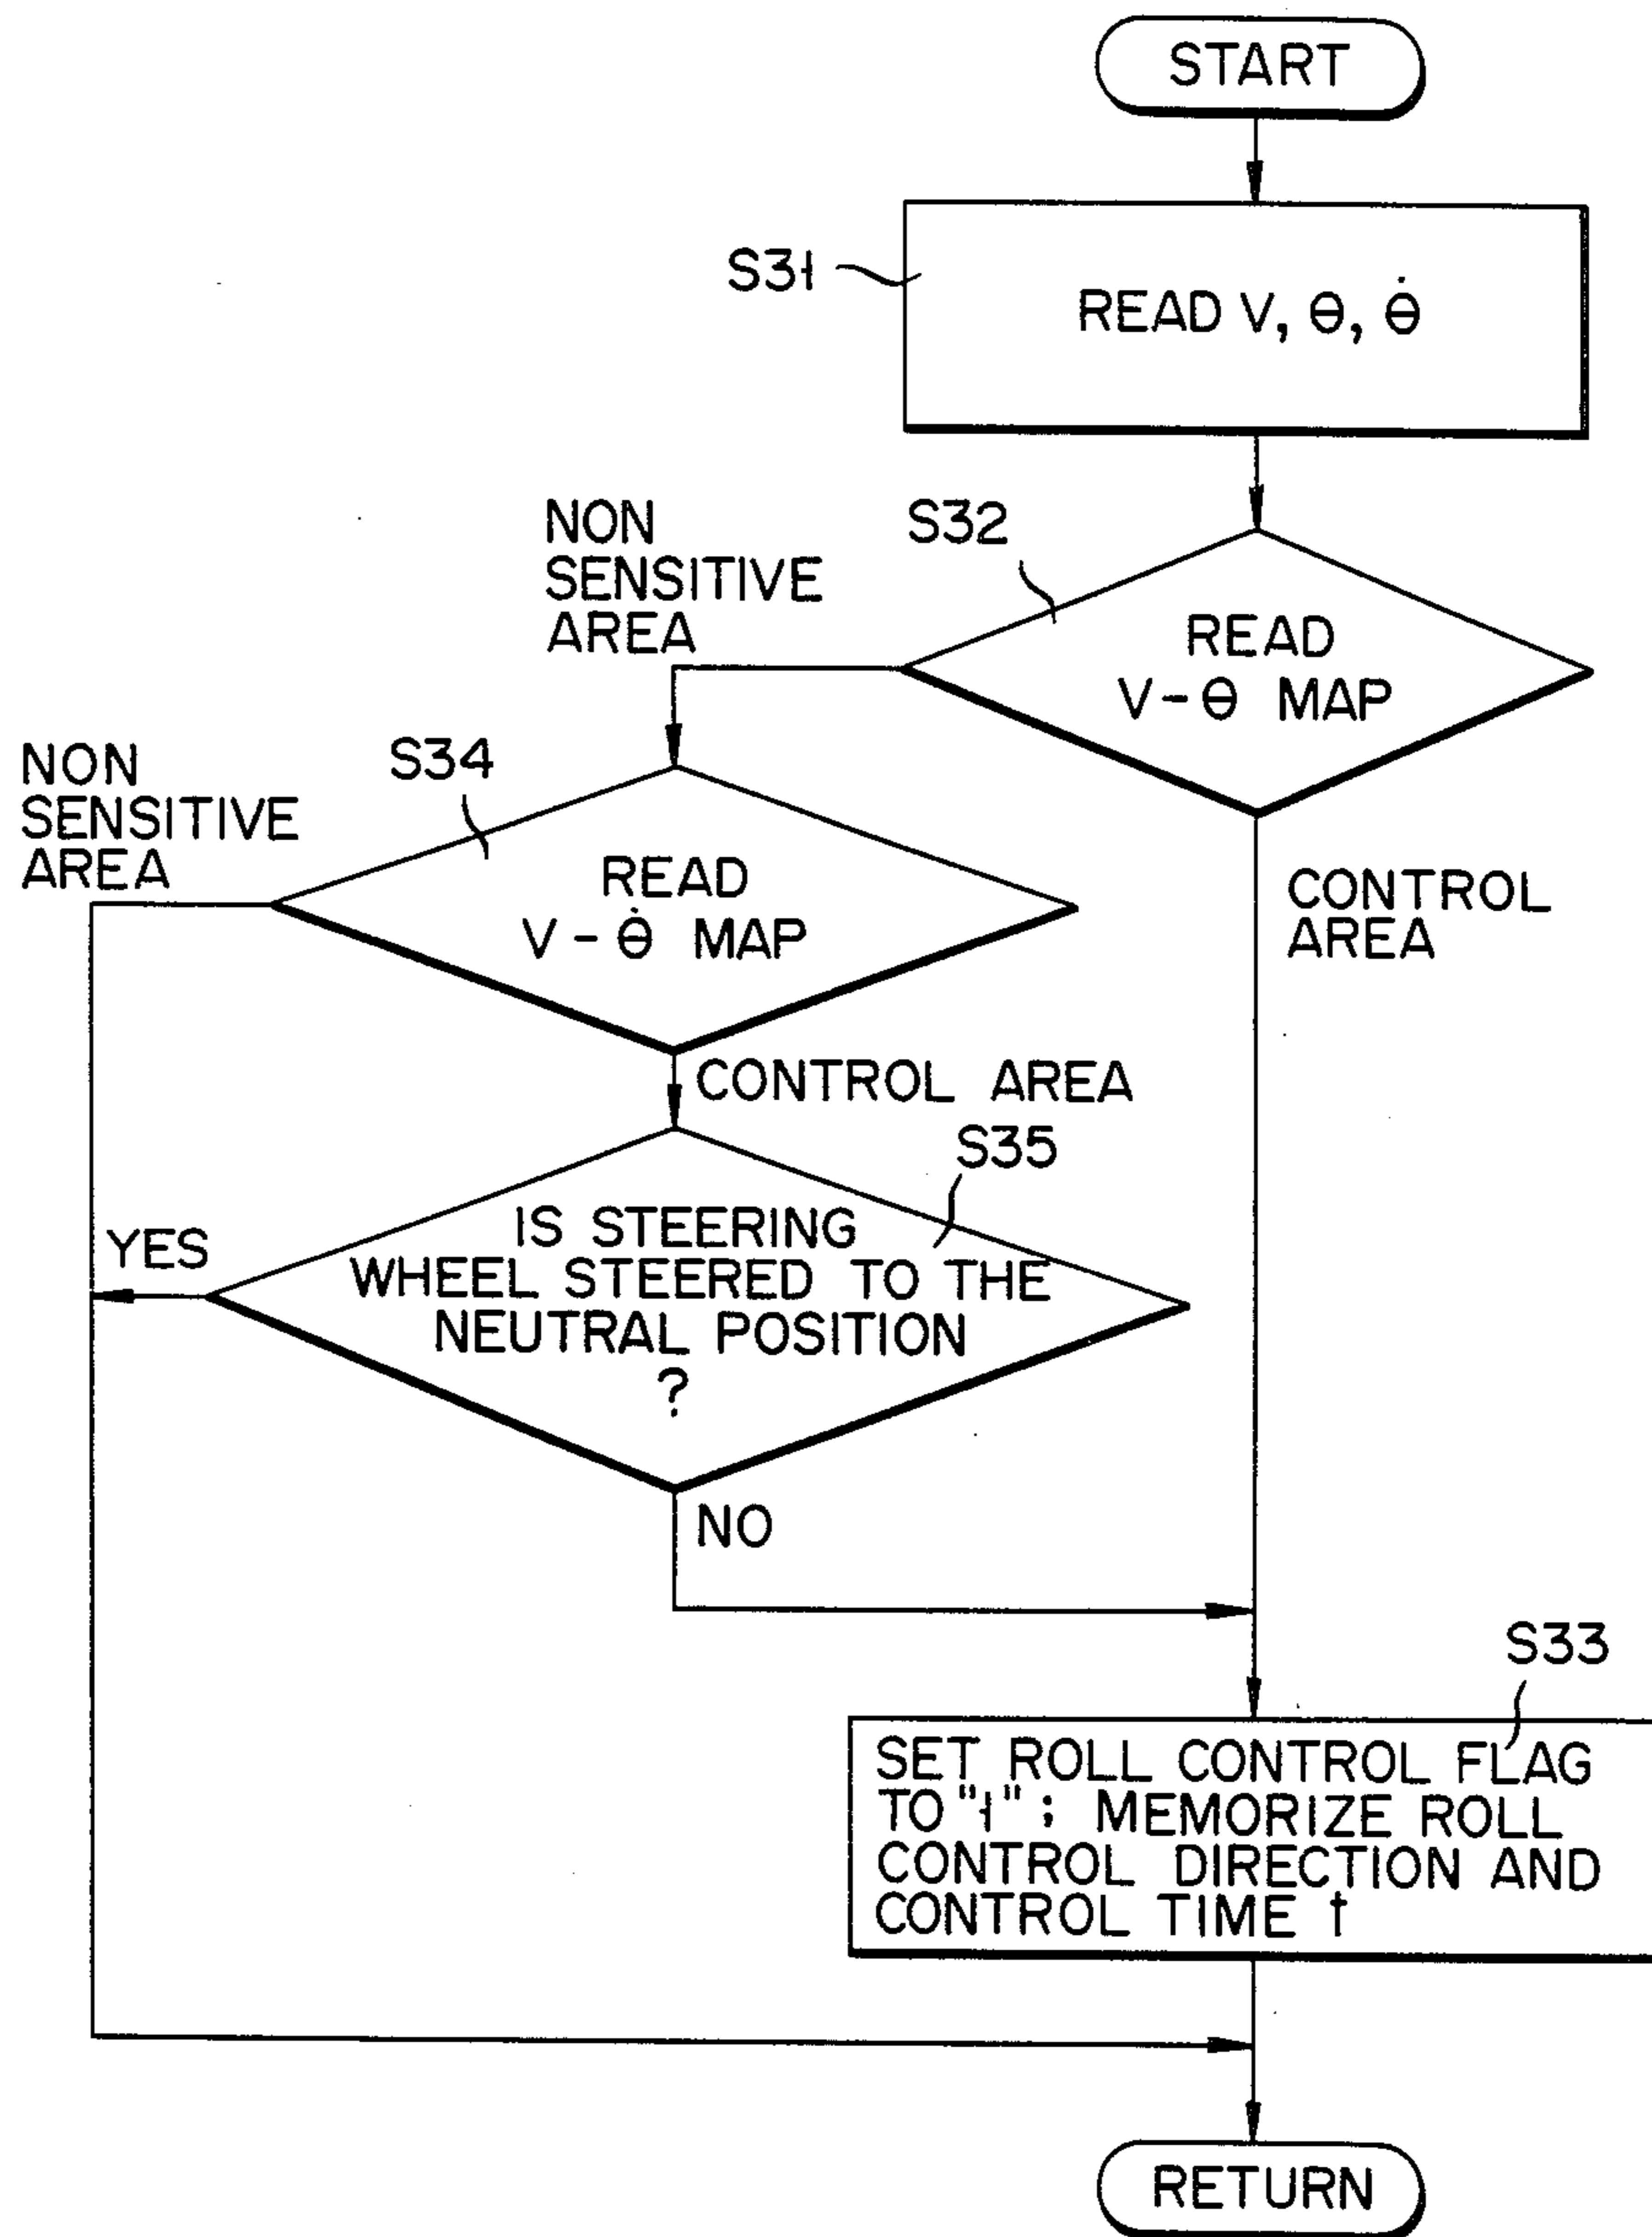 START
S31
READ V, θ, θ̇
NON
SENSITIVE
AREA
S32
READ
V-θ MAP
NON
SENSITIVE
AREA
S34
READ
V-θ̇ MAP
CONTROL
AREA
CONTROL AREA
S35
YES
IS STEERING
WHEEL STEERED TO THE
NEUTRAL POSITION
?
NO
S33
SET ROLL CONTROL FLAG
TO "1"; MEMORIZE ROLL
CONTROL DIRECTION AND
CONTROL TIME t
RETURN